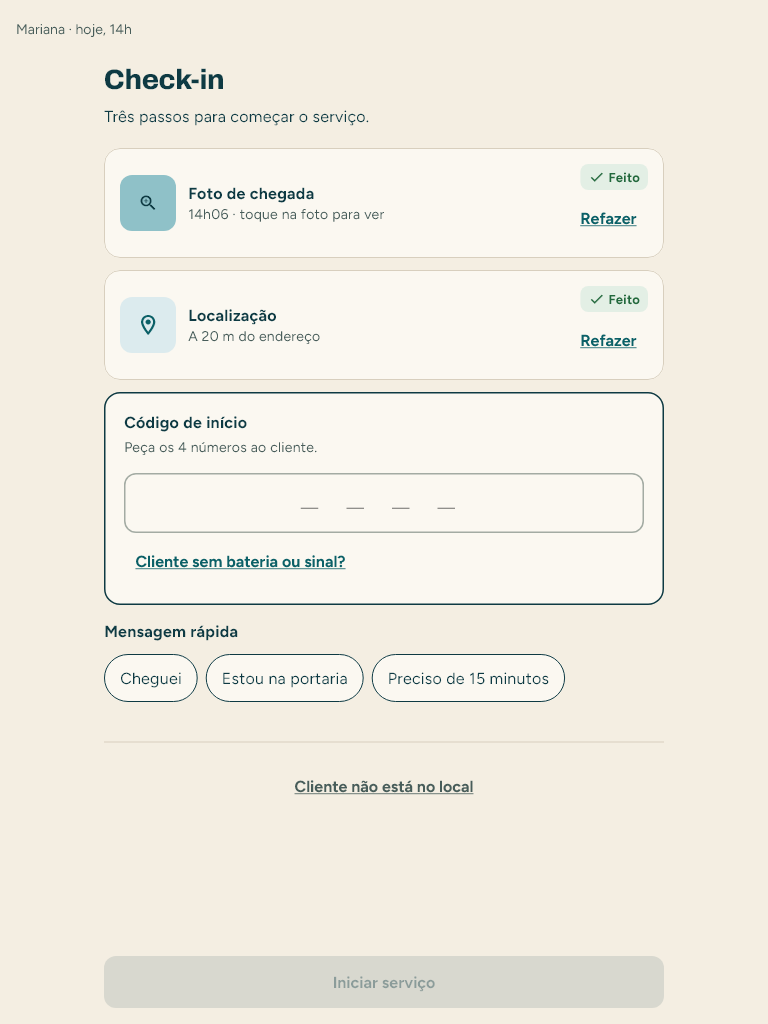 Mariana · hoje, 14h
Check-in
Três passos para começar o serviço.
Foto de chegada
14h06 · toque na foto para ver
Feito
Refazer
Localização
A 20 m do endereço
Feito
Refazer
Código de início
Peça os 4 números ao cliente.
— — — —
Cliente sem bateria ou sinal?
Mensagem rápida
Cheguei
Estou na portaria
Preciso de 15 minutos
Cliente não está no local
Iniciar serviço